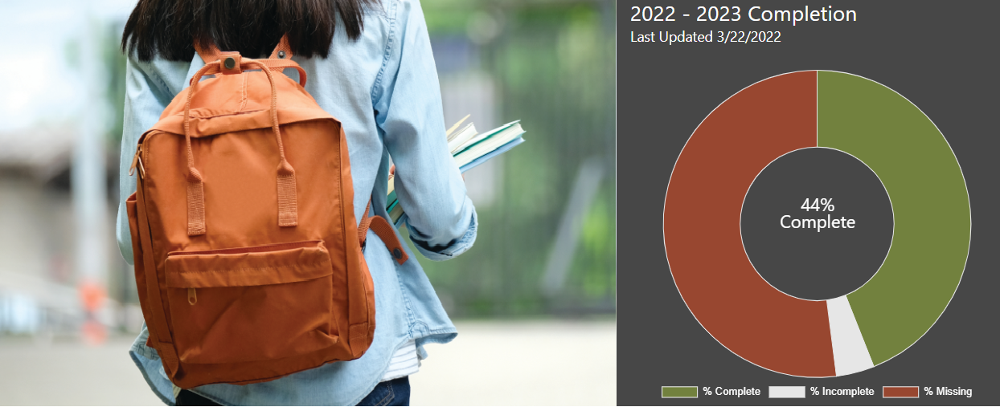 2022 - 2023 Completion
Last Updated 3/22/2022
44%
Complete
% Complete
% Incomplete
% Missing